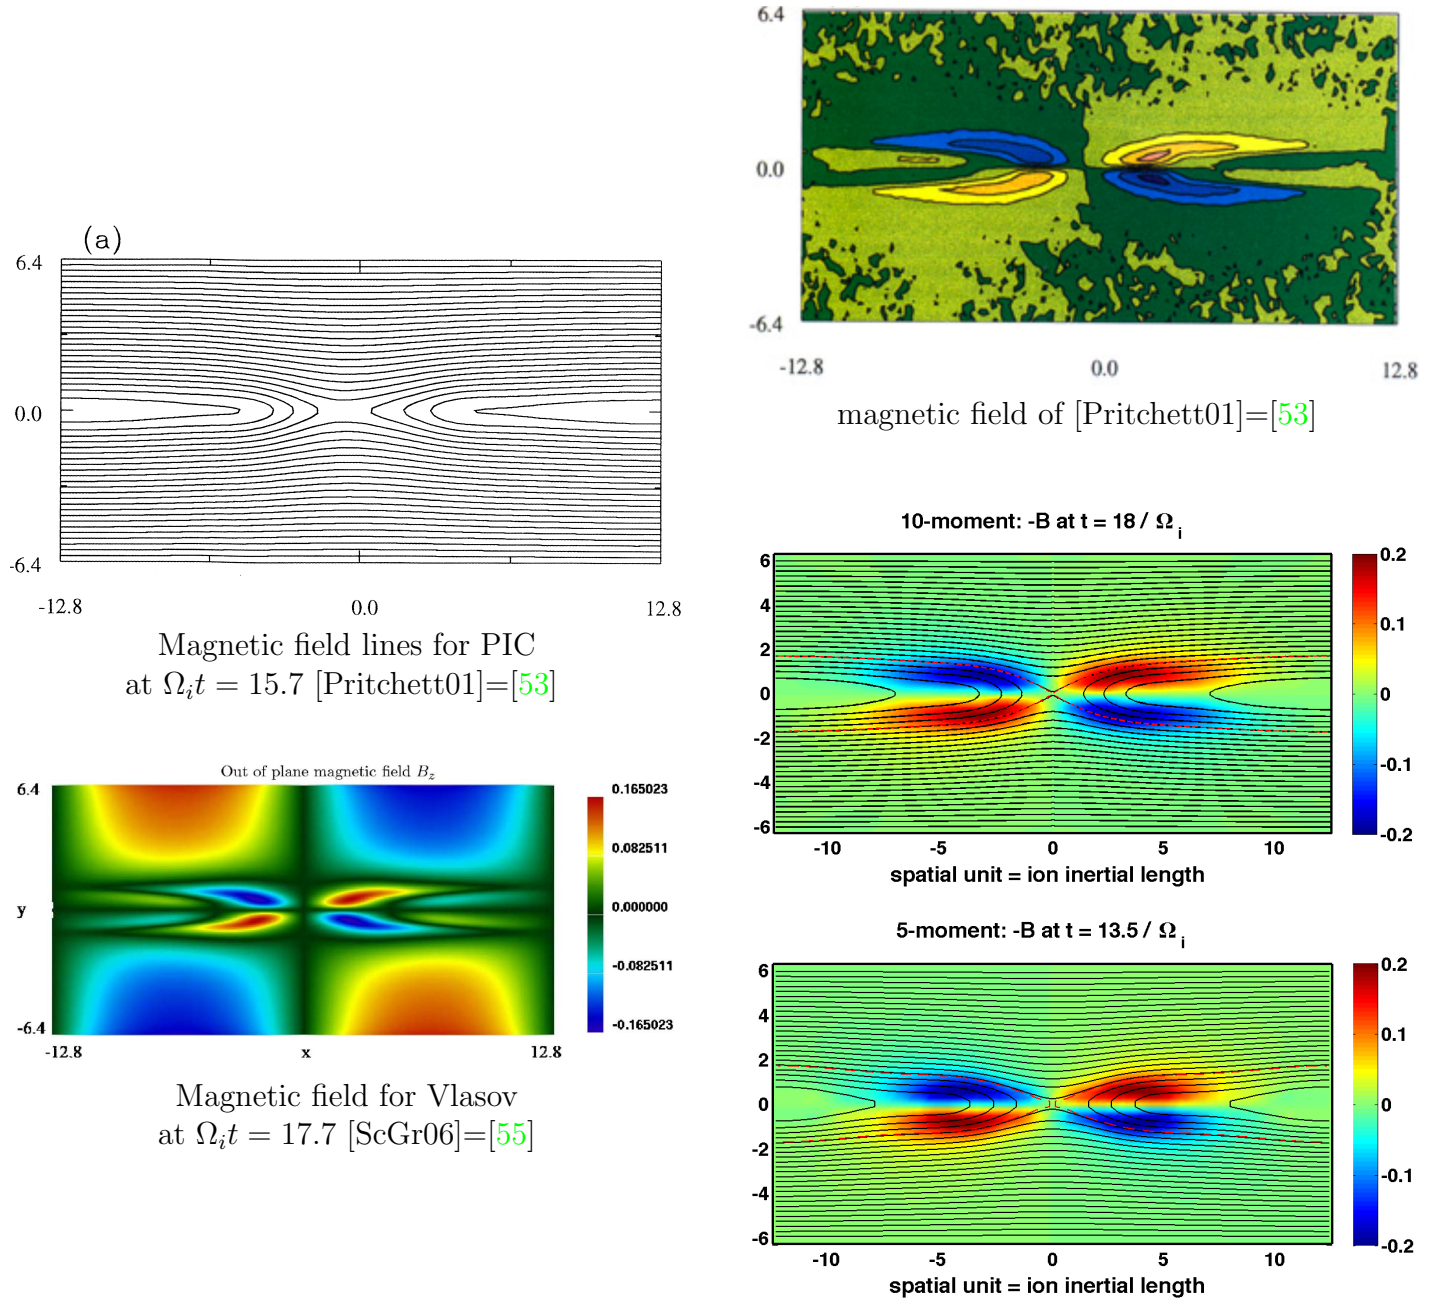 (a)
6.4
0.0
-6.4
-12.8 0.0 12.8
Magnetic field lines for PIC
at Ωᵢt = 15.7 [Pritchett01]=[53]
Out of plane magnetic field B_z
6.4
y
-6.4
-12.8 x 12.8
0.165023
0.082511
0.000000
-0.082511
-0.165023
Magnetic field for Vlasov
at Ωᵢt = 17.7 [ScGr06]=[55]
6.4
0.0
-6.4
-12.8 0.0 12.8
magnetic field of [Pritchett01]=[53]
10-moment: -B at t = 18 / Ω_i
6
4
2
0
-2
-4
-6
-10 -5 0 5 10
spatial unit = ion inertial length
0.2
0.1
0
-0.1
-0.2
5-moment: -B at t = 13.5 / Ω_i
6
4
2
0
-2
-4
-6
-10 -5 0 5 10
spatial unit = ion inertial length
0.2
0.1
0
-0.1
-0.2